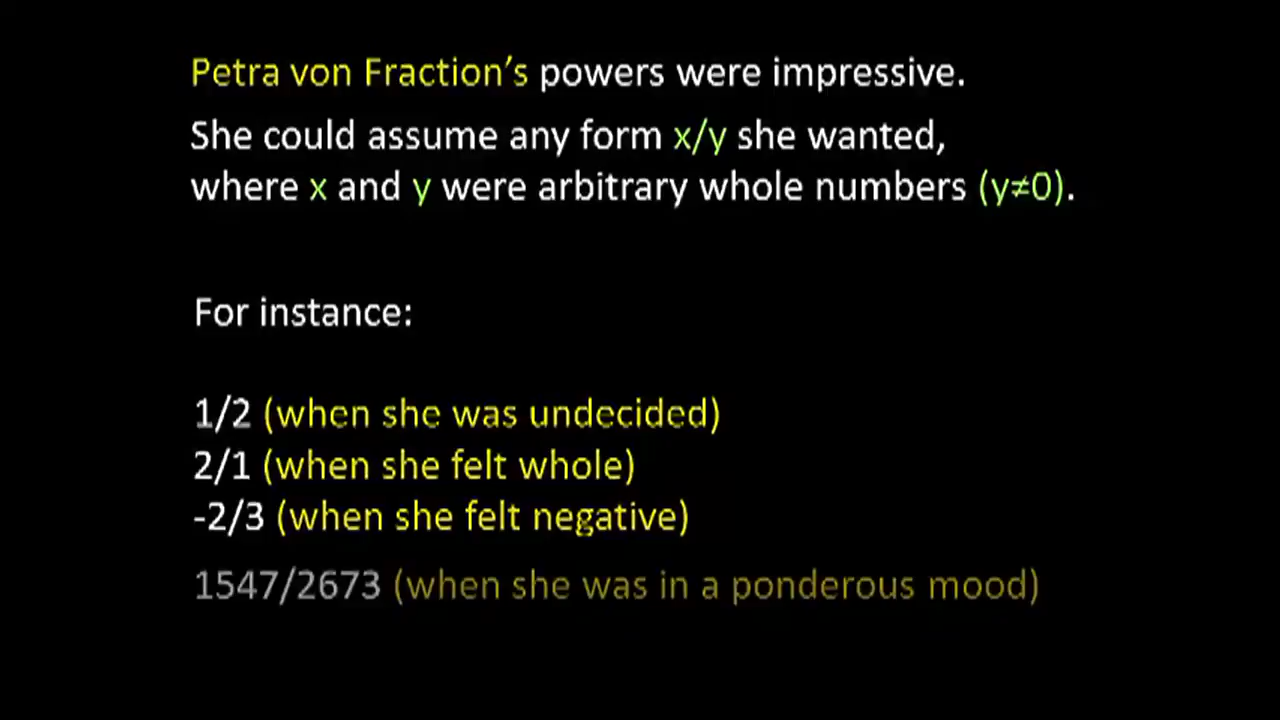 Petra von Fraction’s powers were impressive.
She could assume any form x/y she wanted,
where x and y were arbitrary whole numbers (y≠0).
For instance:
1/2 (when she was undecided)
2/1 (when she felt whole)
-2/3 (when she felt negative)
1547/2673 (when she was in a ponderous mood)